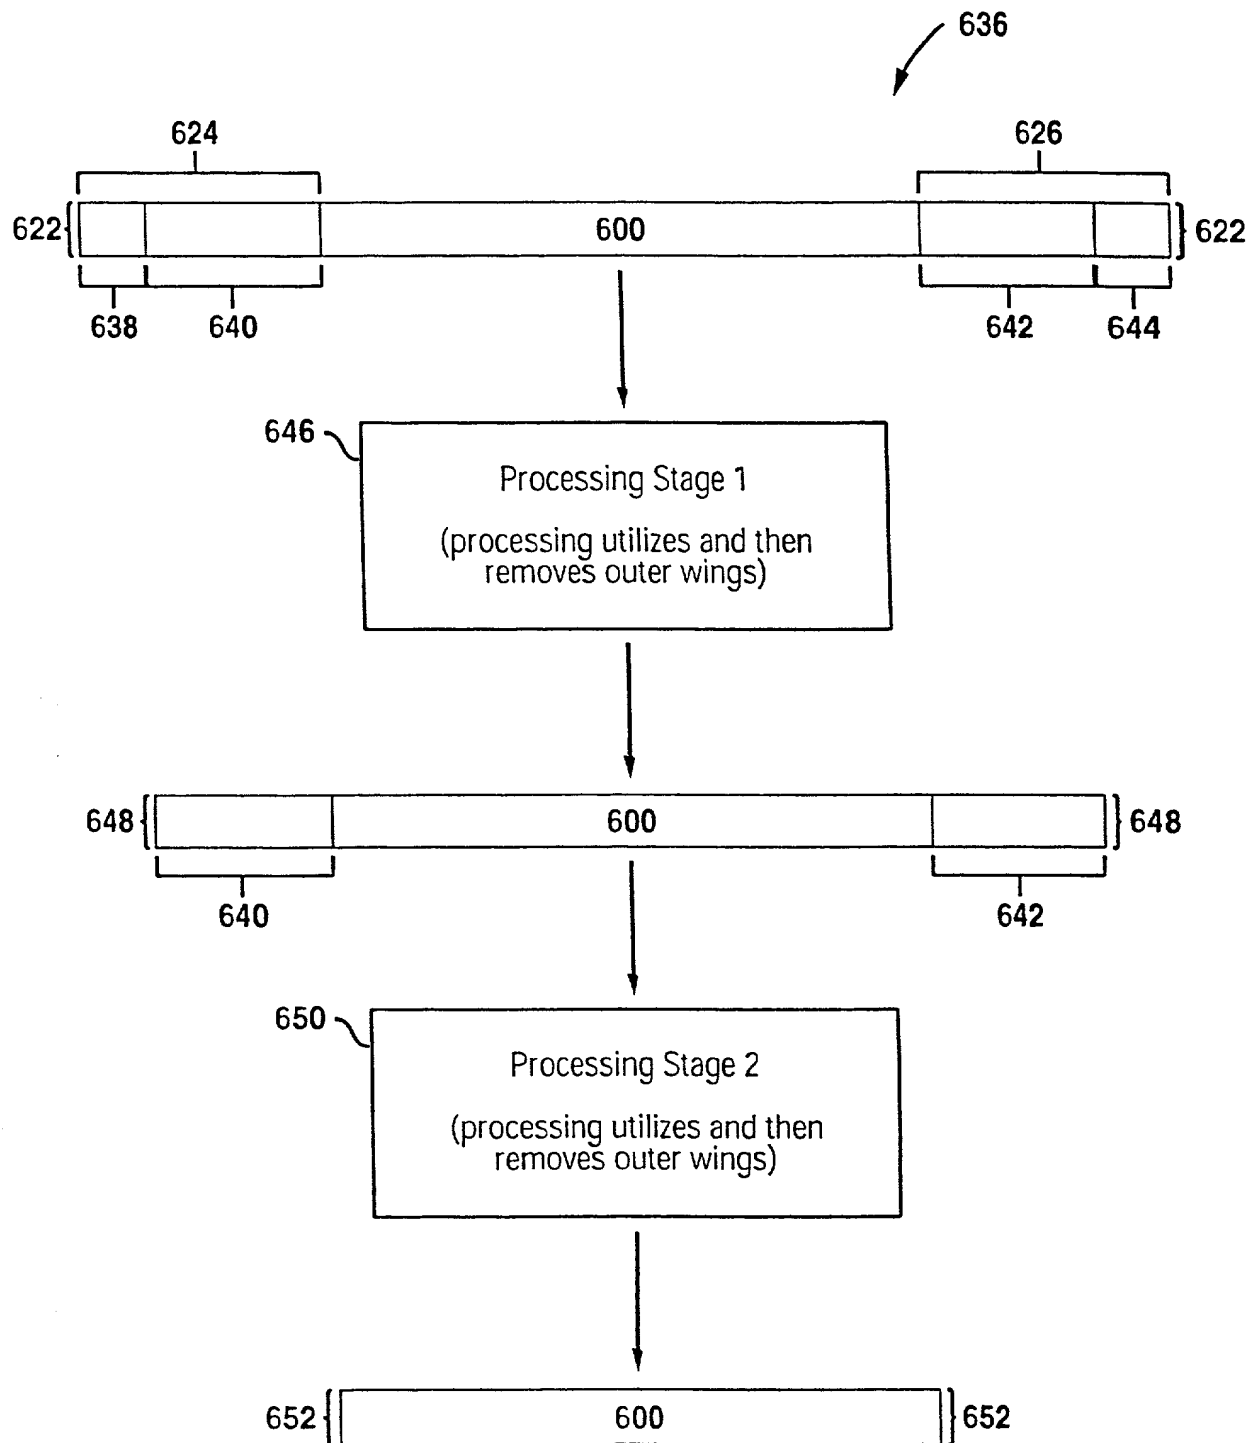 636
624 626
622 600 622
638 640 642 644
646
Processing Stage 1
(processing utilizes and then
removes outer wings)
648 600 648
640 642
650
Processing Stage 2
(processing utilizes and then
removes outer wings)
652 600 652